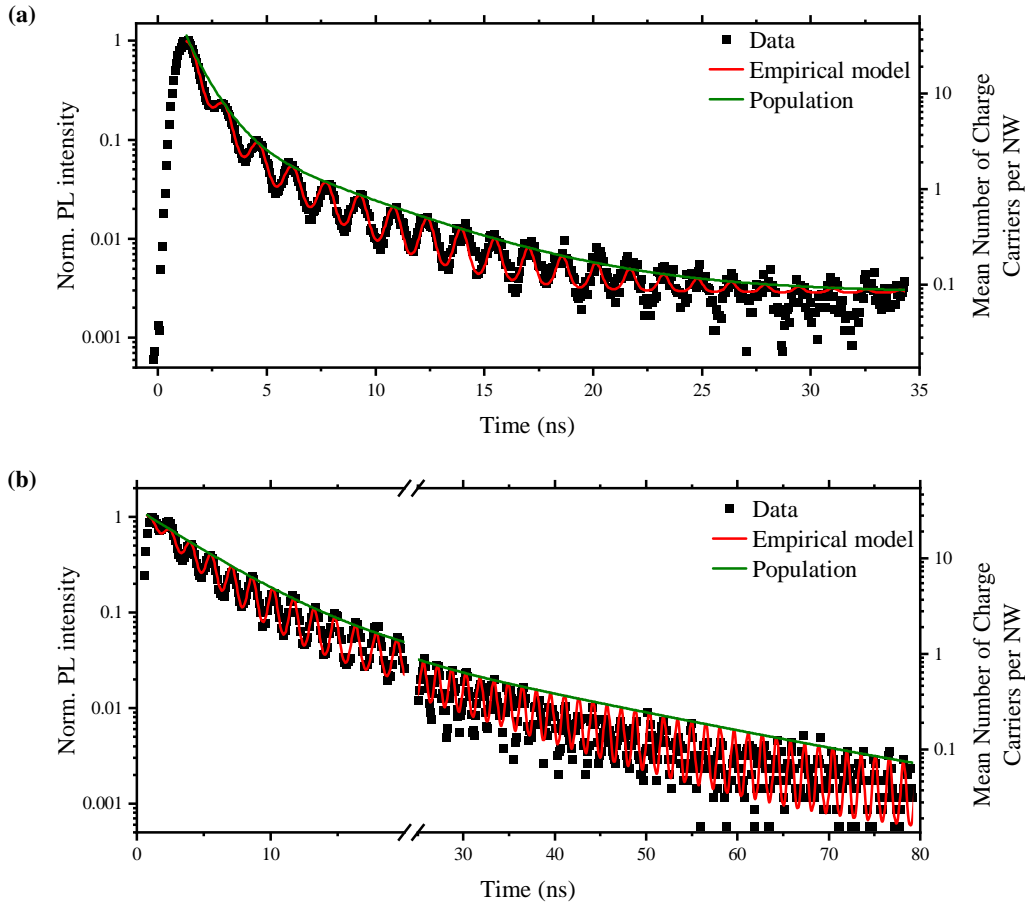 (a)
Data
Empirical model
Population
1
0.1
0.01
0.001
Norm. PL intensity
10
1
0.1
Mean Number of Charge
Carriers per NW
0
5
10
15
20
25
30
35
Time (ns)
(b)
Data
Empirical model
Population
1
0.1
0.01
0.001
Norm. PL intensity
10
1
0.1
Mean Number of Charge
Carriers per NW
0
10
30
40
50
60
70
80
Time (ns)